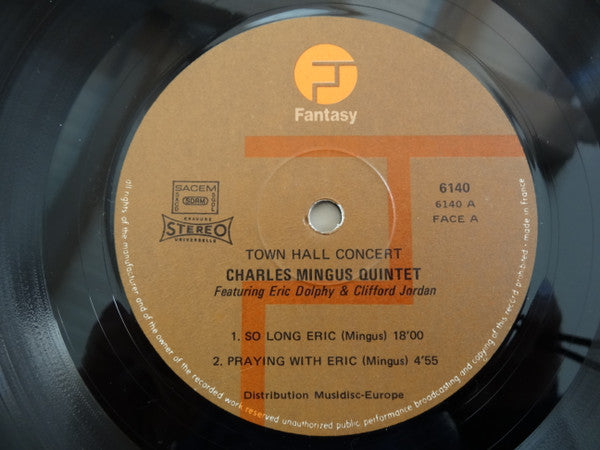 Fantasy
SACEM
SACD
SDRM
SGDL
GRAVURE
STEREO
UNIVERSELLE
6140
6140 A
FACE A
TOWN HALL CONCERT
CHARLES MINGUS QUINTET
Featuring Eric Dolphy & Clifford Jordan
1. SO LONG ERIC (Mingus) 18'00
2. PRAYING WITH ERIC (Mingus) 4'55
Distribution Musidisc-Europe
all rights of the manufacturer and of the owner of the recorded work reserved unauthorized public performance broadcasting and copying of this record prohibited - made in France